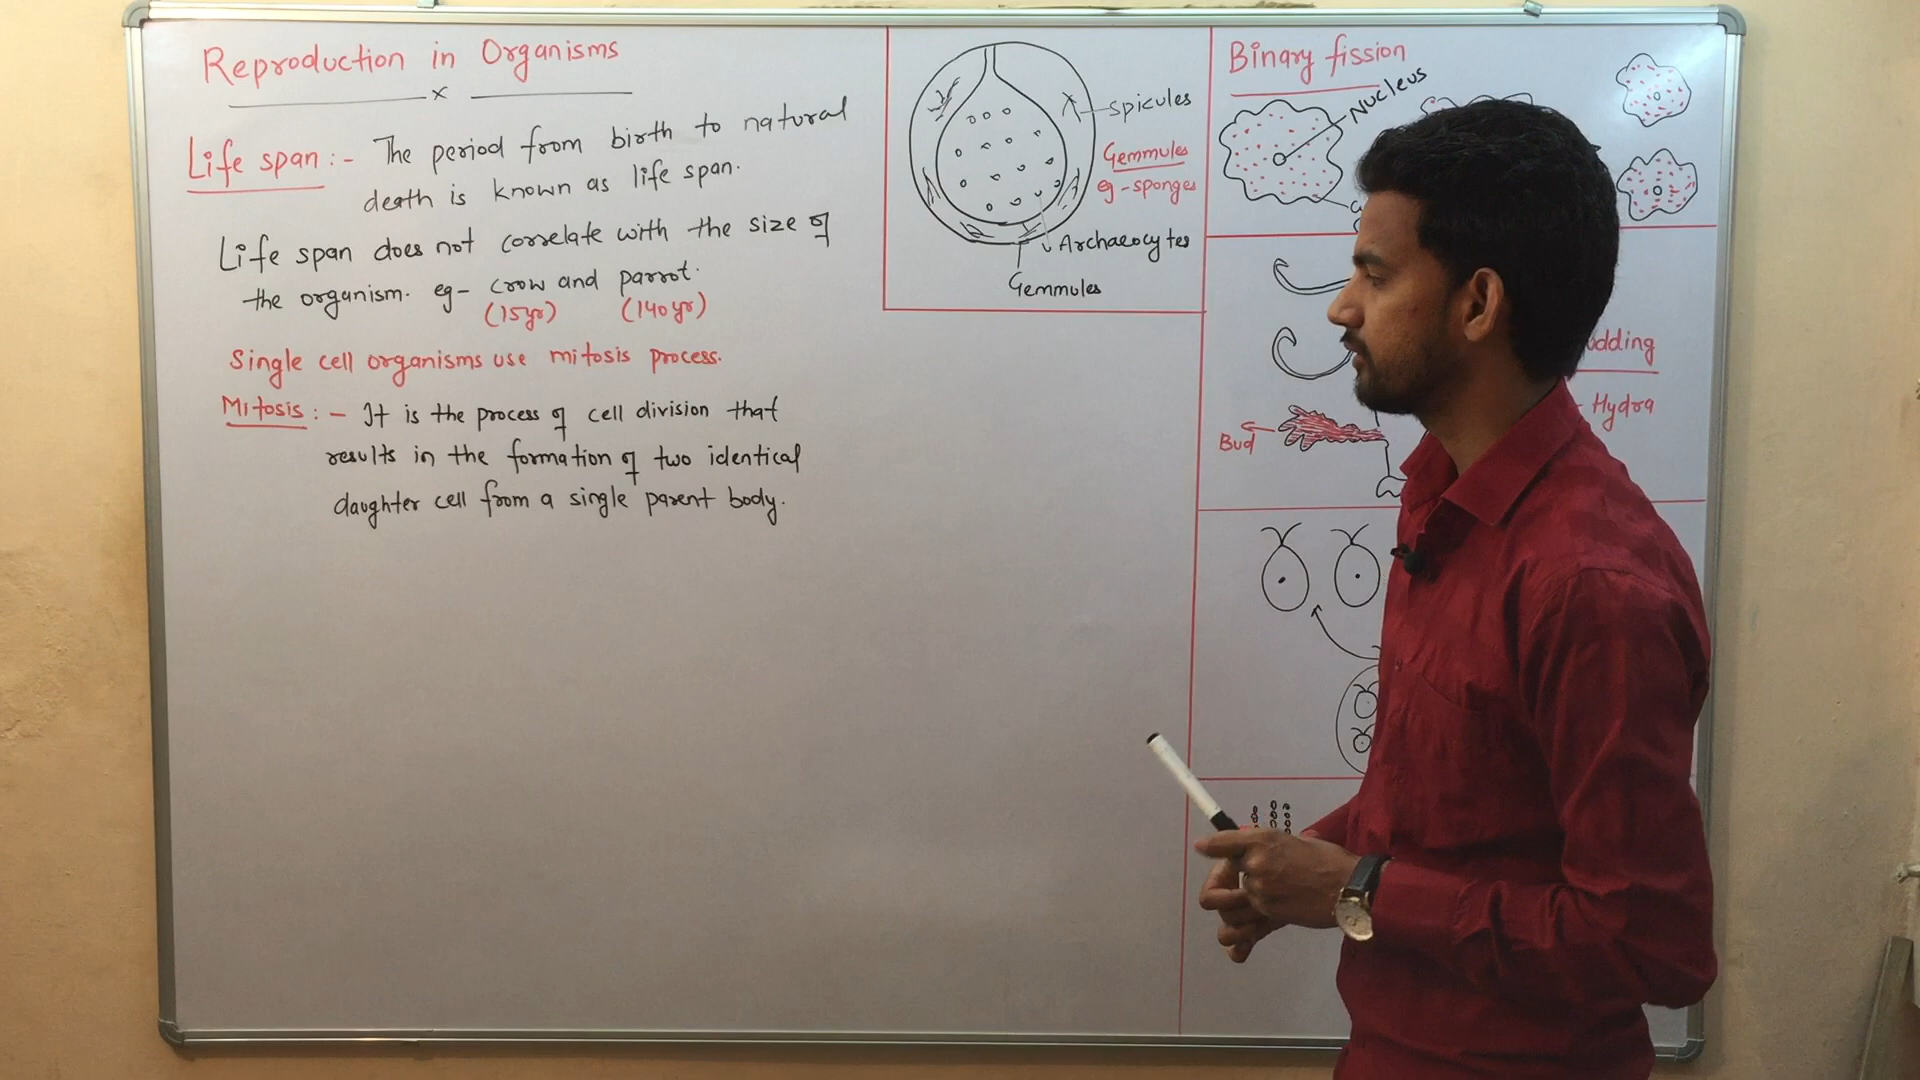 Reproduction in Organisms
x
Life span :- The period from birth to natural
death is known as life span.
Life span does not correlate with the size of
the organism. eg- crow and parrot.
(15yr) (140yr)
Single cell organisms use mitosis process.
Mitosis :- It is the process of cell division that
results in the formation of two identical
daughter cell from a single parent body.
Spicules
Gemmules
eg-sponges
Archaeocytes
Gemmules
Binary fission
Nucleus
Bud
Hydra